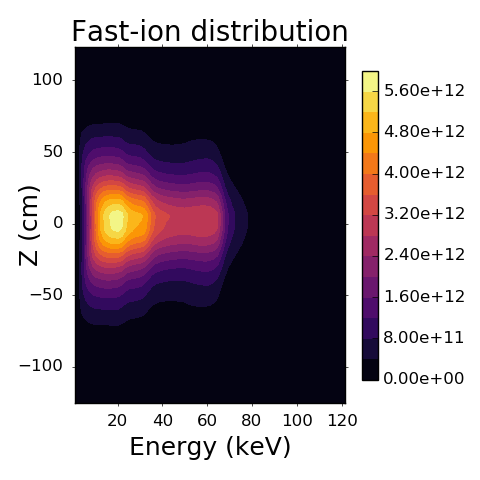 Fast-ion distribution
100
50
0
−50
−100
Z (cm)
20 40 60 80 100 120
Energy (keV)
5.60e+12
4.80e+12
4.00e+12
3.20e+12
2.40e+12
1.60e+12
8.00e+11
0.00e+00